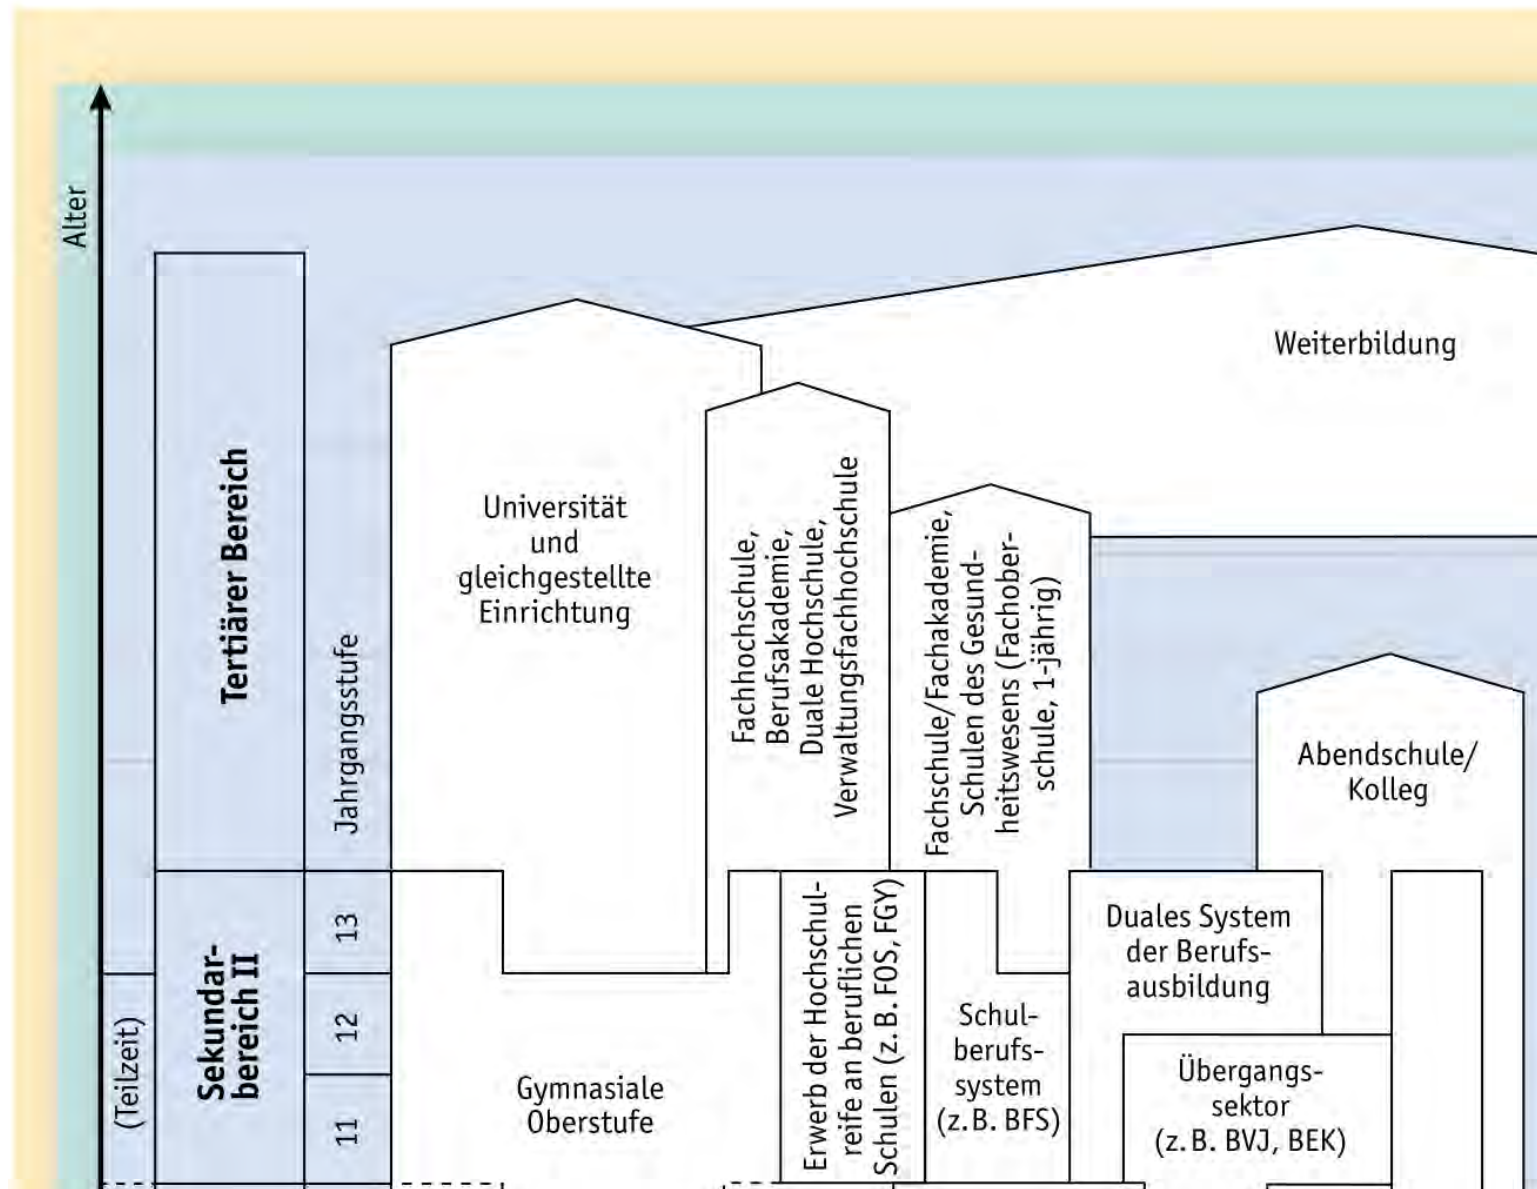 Alter
Weiterbildung
Tertiärer Bereich
Jahrgangsstufe
Universität
und
gleichgestellte
Einrichtung
Fachhochschule,
Berufsakademie,
Duale Hochschule,
Verwaltungsfachhochschule
Fachschule/Fachakademie,
Schulen des Gesund-
heitswesens (Fachober-
schule, 1-jährig)
Abendschule/
Kolleg
(Teilzeit)
Sekundar-
bereich II
13
12
11
Gymnasiale
Oberstufe
Erwerb der Hochschul-
reife an beruflichen
Schulen (z. B. FOS, FGY)
Schul-
berufs-
system
(z. B. BFS)
Duales System
der Berufs-
ausbildung
Übergangs-
sektor
(z. B. BVJ, BEK)